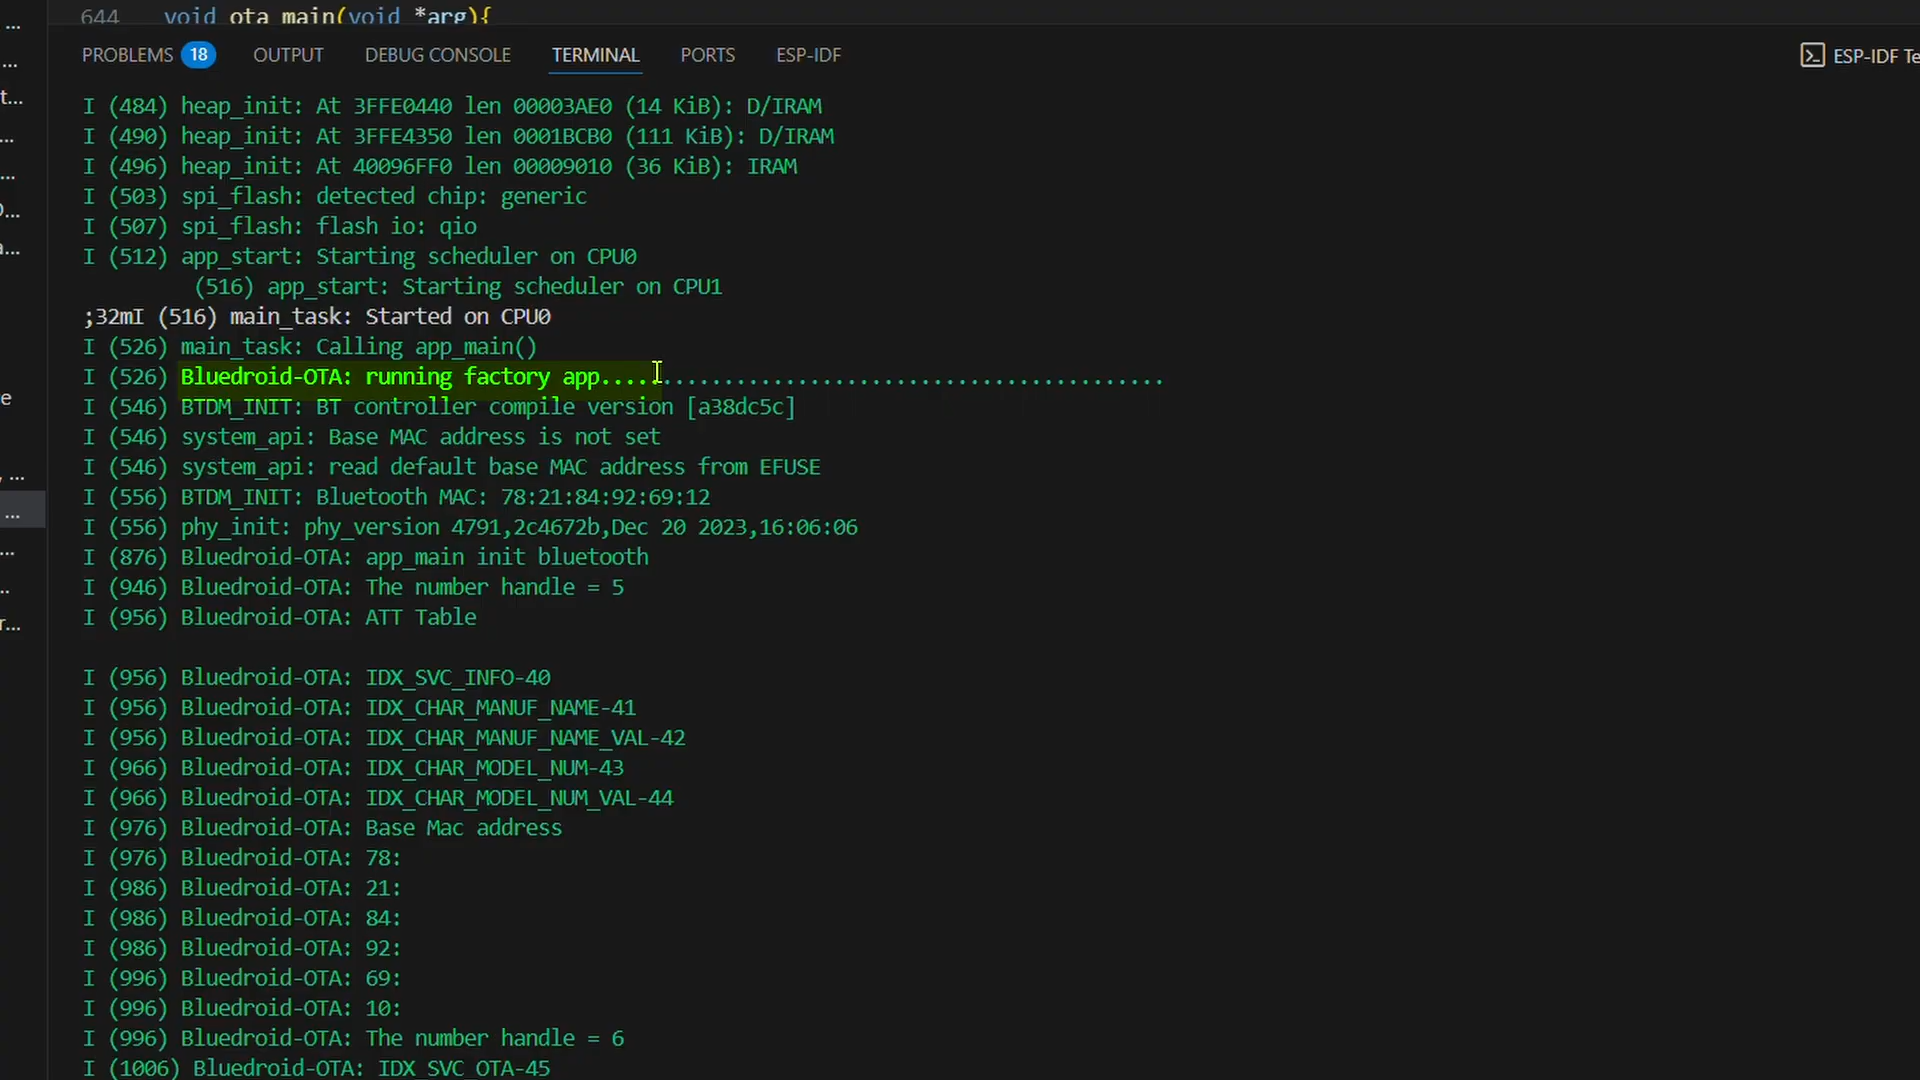 644 void ota_main(void *arg){
PROBLEMS 18 OUTPUT DEBUG CONSOLE TERMINAL PORTS ESP-IDF ESP-IDF Te
I (484) heap_init: At 3FFE0440 len 00003AE0 (14 KiB): D/IRAM
I (490) heap_init: At 3FFE4350 len 0001BCB0 (111 KiB): D/IRAM
I (496) heap_init: At 40096FF0 len 00009010 (36 KiB): IRAM
I (503) spi_flash: detected chip: generic
I (507) spi_flash: flash io: qio
I (512) app_start: Starting scheduler on CPU0
(516) app_start: Starting scheduler on CPU1
;32mI (516) main_task: Started on CPU0
I (526) main_task: Calling app_main()
I (526) Bluedroid-OTA: running factory app..............................................
I (546) BTDM_INIT: BT controller compile version [a38dc5c]
I (546) system_api: Base MAC address is not set
I (546) system_api: read default base MAC address from EFUSE
I (556) BTDM_INIT: Bluetooth MAC: 78:21:84:92:69:12
I (556) phy_init: phy_version 4791,2c4672b,Dec 20 2023,16:06:06
I (876) Bluedroid-OTA: app_main init bluetooth
I (946) Bluedroid-OTA: The number handle = 5
I (956) Bluedroid-OTA: ATT Table
I (956) Bluedroid-OTA: IDX_SVC_INFO-40
I (956) Bluedroid-OTA: IDX_CHAR_MANUF_NAME-41
I (956) Bluedroid-OTA: IDX_CHAR_MANUF_NAME_VAL-42
I (966) Bluedroid-OTA: IDX_CHAR_MODEL_NUM-43
I (966) Bluedroid-OTA: IDX_CHAR_MODEL_NUM_VAL-44
I (976) Bluedroid-OTA: Base Mac address
I (976) Bluedroid-OTA: 78:
I (986) Bluedroid-OTA: 21:
I (986) Bluedroid-OTA: 84:
I (986) Bluedroid-OTA: 92:
I (996) Bluedroid-OTA: 69:
I (996) Bluedroid-OTA: 10:
I (996) Bluedroid-OTA: The number handle = 6
I (1006) Bluedroid-OTA: IDX_SVC_OTA-45